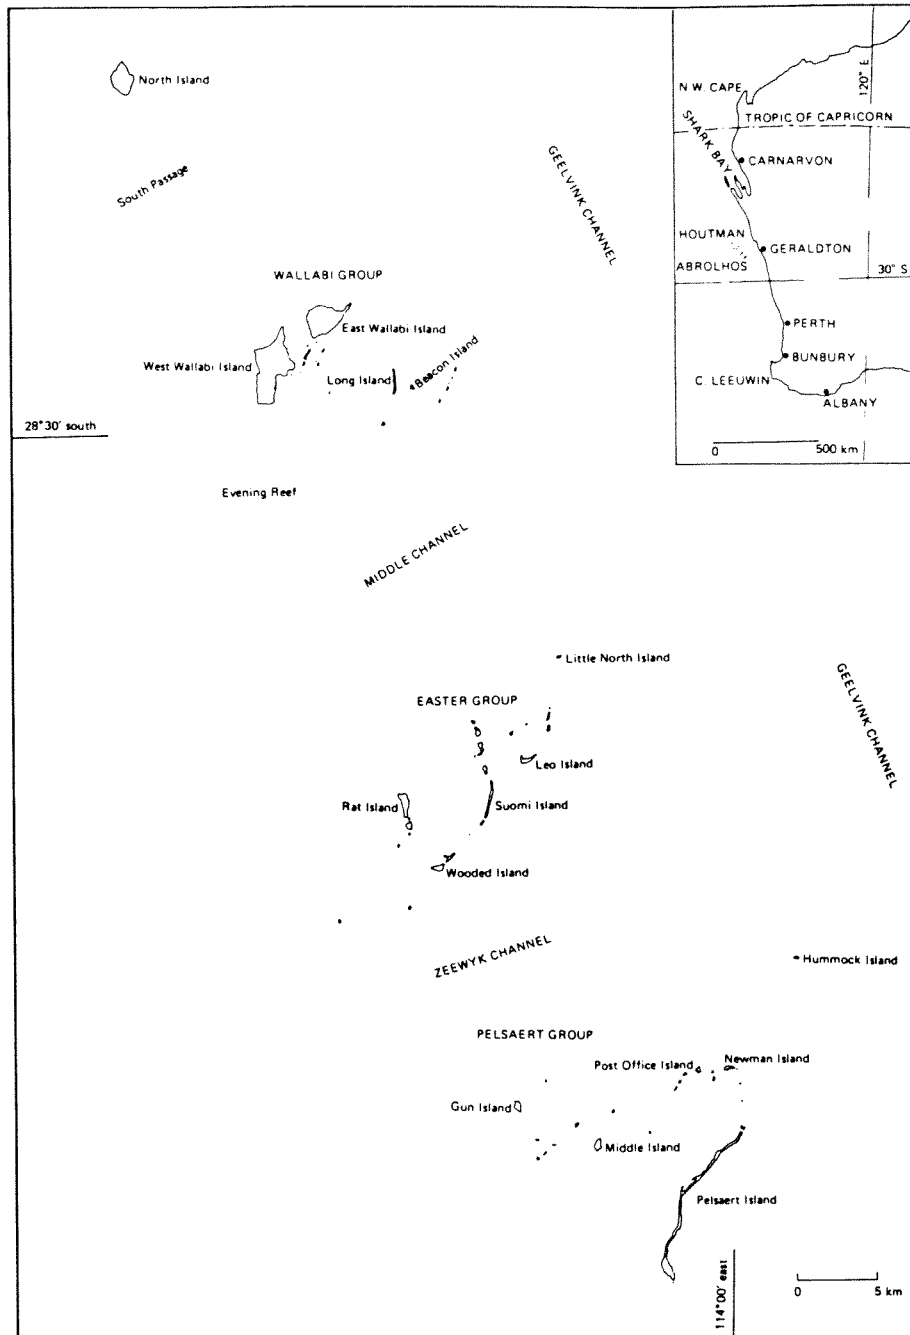 North Island
South Passage
GEELVINK CHANNEL
WALLABI GROUP
East Wallabi Island
West Wallabi Island
Long Island
Beacon Island
28°30' south
Evening Reef
MIDDLE CHANNEL
Little North Island
EASTER GROUP
GEELVINK CHANNEL
Leo Island
Rat Island
Suomi Island
Wooded Island
ZEEWYK CHANNEL
Hummock Island
PELSAERT GROUP
Post Office Island
Newman Island
Gun Island
Middle Island
Pelsaert Island
114°00' east
0 5 km
120° E
N.W. CAPE
TROPIC OF CAPRICORN
SHARK BAY
CARNARVON
HOUTMAN
ABROLHOS
GERALDTON
30° S
PERTH
BUNBURY
C. LEEUWIN
ALBANY
0 500 km